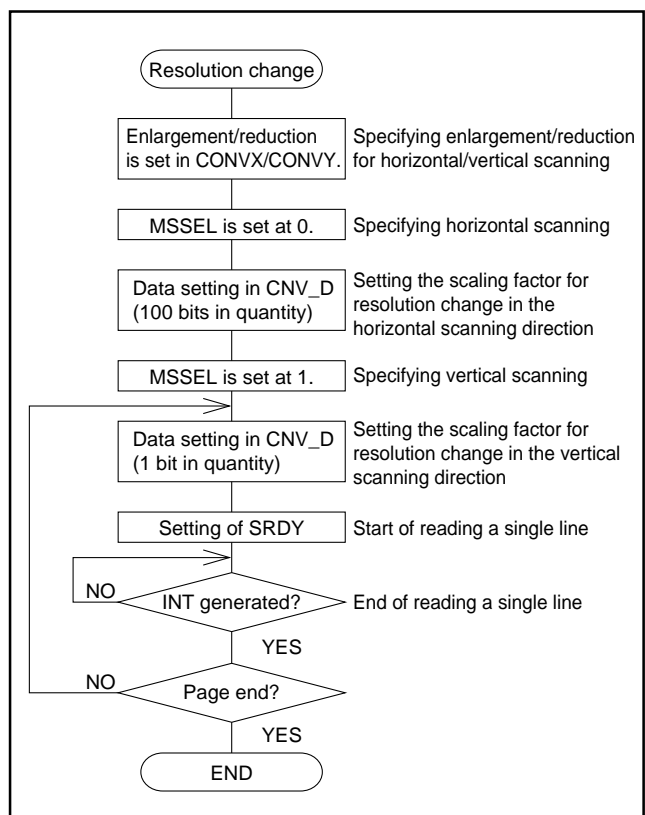 Resolution change
Enlargement/reduction
is set in CONVX/CONVY.
Specifying enlargement/reduction
for horizontal/vertical scanning
MSSEL is set at 0.
Specifying horizontal scanning
Data setting in CNV_D
(100 bits in quantity)
Setting the scaling factor for
resolution change in the
horizontal scanning direction
MSSEL is set at 1.
Specifying vertical scanning
Data setting in CNV_D
(1 bit in quantity)
Setting the scaling factor for
resolution change in the vertical
scanning direction
Setting of SRDY
Start of reading a single line
NO
INT generated?
End of reading a single line
YES
NO
Page end?
YES
END